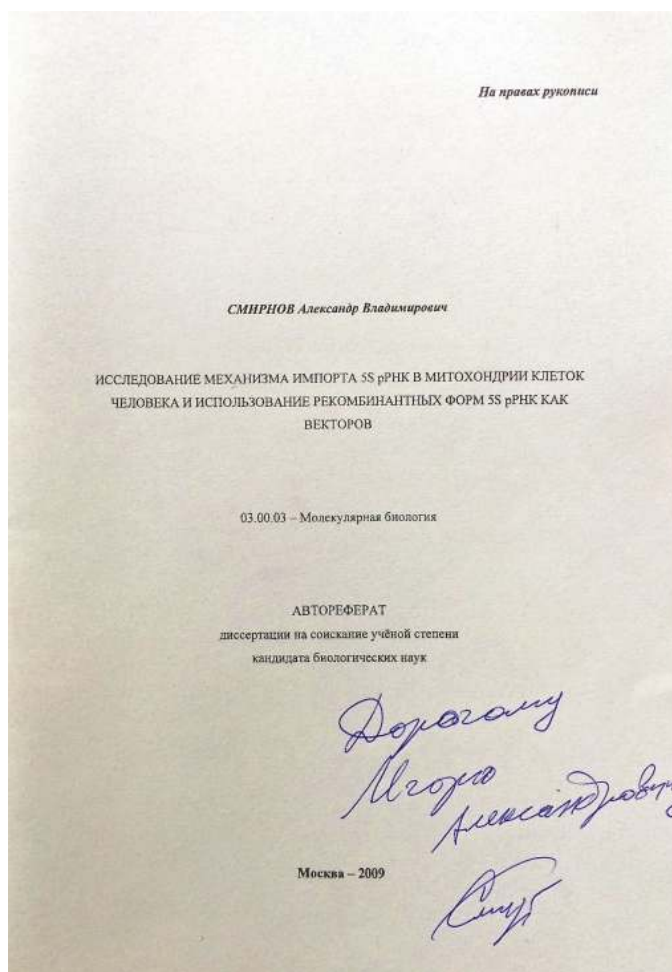 На правах рукописи
СМИРНОВ Александр Владимирович
ИССЛЕДОВАНИЕ МЕХАНИЗМА ИМПОРТА 5S рРНК В МИТОХОНДРИИ КЛЕТОК
ЧЕЛОВЕКА И ИСПОЛЬЗОВАНИЕ РЕКОМБИНАНТНЫХ ФОРМ 5S рРНК КАК
ВЕКТОРОВ
03.00.03 – Молекулярная биология
АВТОРЕФЕРАТ
диссертации на соискание учёной степени
кандидата биологических наук
Дорогому
Игорю
Москва – 2009